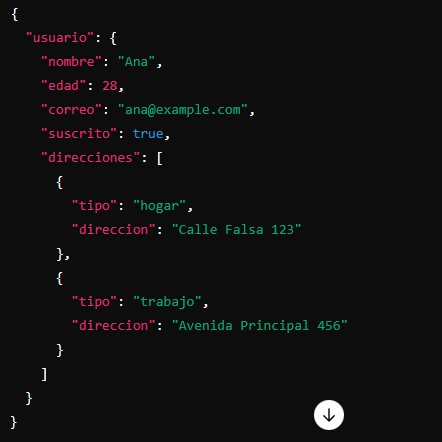 {
  "usuario": {
    "nombre": "Ana",
    "edad": 28,
    "correo": "ana@example.com",
    "suscrito": true,
    "direcciones": [
      {
        "tipo": "hogar",
        "direccion": "Calle Falsa 123"
      },
      {
        "tipo": "trabajo",
        "direccion": "Avenida Principal 456"
      }
    ]
  }
}